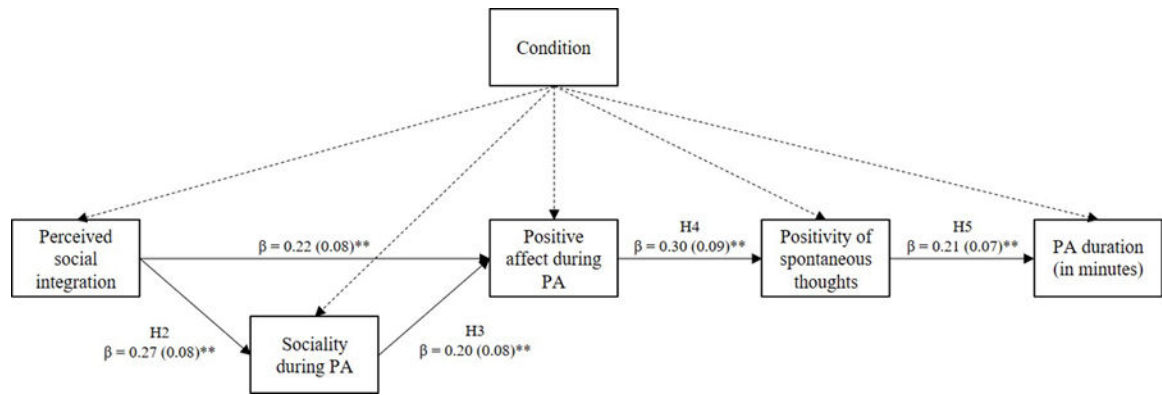 Condition
Perceived
social
integration
β = 0.22 (0.08)**
Positive
affect during
PA
H4
β = 0.30 (0.09)**
Positivity of
spontaneous
thoughts
H5
β = 0.21 (0.07)**
PA duration
(in minutes)
H2
β = 0.27 (0.08)**
Sociality
during PA
H3
β = 0.20 (0.08)**